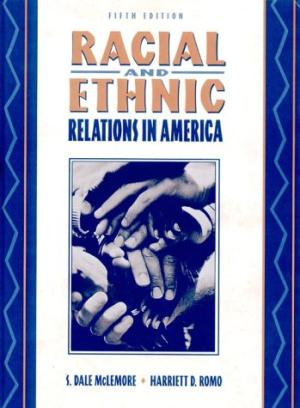 FIFTH EDITION
RACIAL
AND
ETHNIC
RELATIONS IN AMERICA
S. DALE McLEMORE ♦ HARRIETT D. ROMO